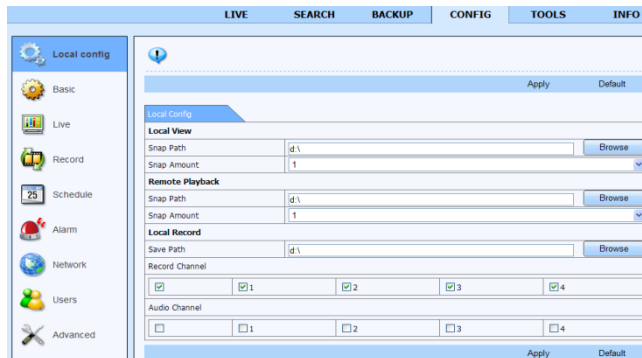 LIVE SEARCH BACKUP CONFIG TOOLS INFO
Local config
Basic
Live
Record
25 Schedule
Alarm
Network
Users
Advanced
Apply Default
Local Config
Local View
Snap Path d:\ Browse
Snap Amount 1
Remote Playback
Snap Path d:\ Browse
Snap Amount 1
Local Record
Save Path d:\ Browse
Record Channel
1 2 3 4
Audio Channel
1 2 3 4
Apply Default